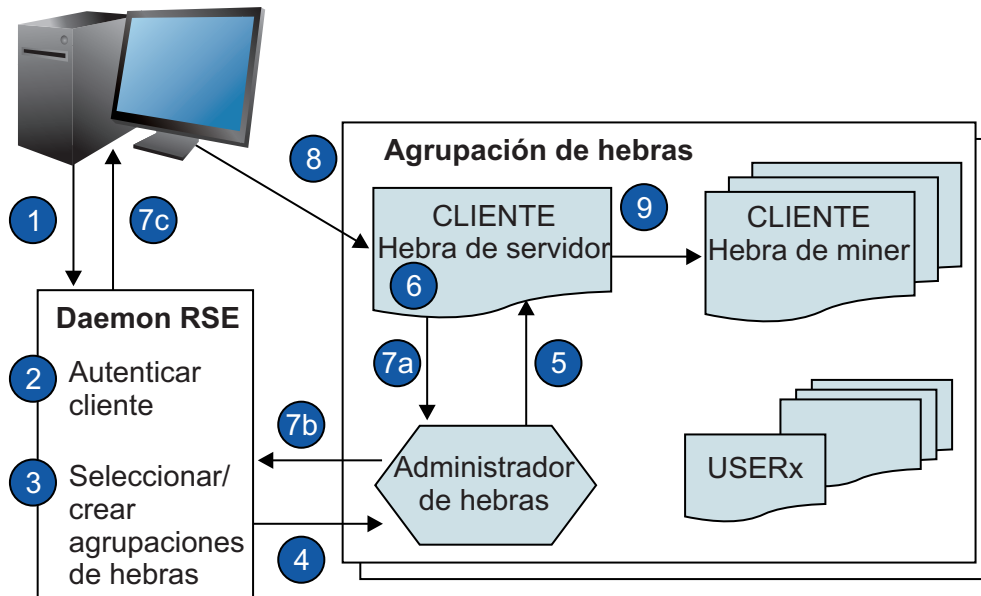 1
7c
8
Agrupación de hebras
CLIENTE
Hebra de servidor
6
9
CLIENTE
Hebra de miner
Daemon RSE
2
Autenticar
cliente
3
Seleccionar/
crear
agrupaciones
de hebras
7a
5
7b
4
Administrador
de hebras
USERx